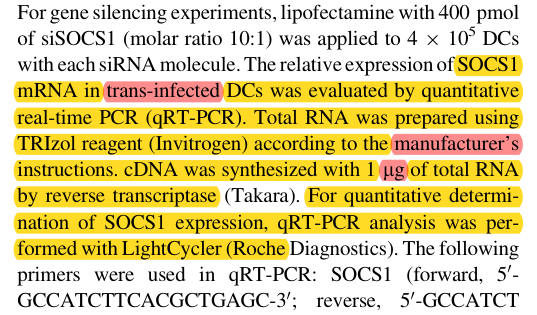 For gene silencing experiments, lipofectamine with 400 pmol
of siSOCS1 (molar ratio 10:1) was applied to 4 × 10⁵ DCs
with each siRNA molecule. The relative expression of SOCS1
mRNA in trans-infected DCs was evaluated by quantitative
real-time PCR (qRT-PCR). Total RNA was prepared using
TRIzol reagent (Invitrogen) according to the manufacturer's
instructions. cDNA was synthesized with 1 μg of total RNA
by reverse transcriptase (Takara). For quantitative determi-
nation of SOCS1 expression, qRT-PCR analysis was per-
formed with LightCycler (Roche Diagnostics). The following
primers were used in qRT-PCR: SOCS1 (forward, 5′-
GCCATCTTCACGCTGAGC-3′; reverse, 5′-GCCATCT